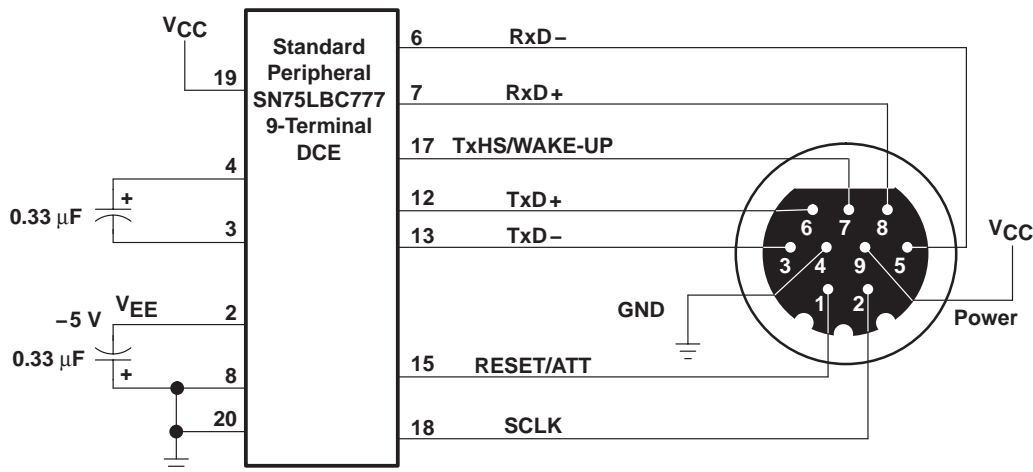 VCC
19
Standard
Peripheral
SN75LBC777
9-Terminal
DCE
6 RxD–
7 RxD+
17 TxHS/WAKE-UP
12 TxD+
13 TxD–
15 RESET/ATT
18 SCLK
4
+
0.33 μF
3
VEE
–5 V
2
0.33 μF
+
8
20
6 7 8
3 4 9 5
1 2
GND
VCC
Power